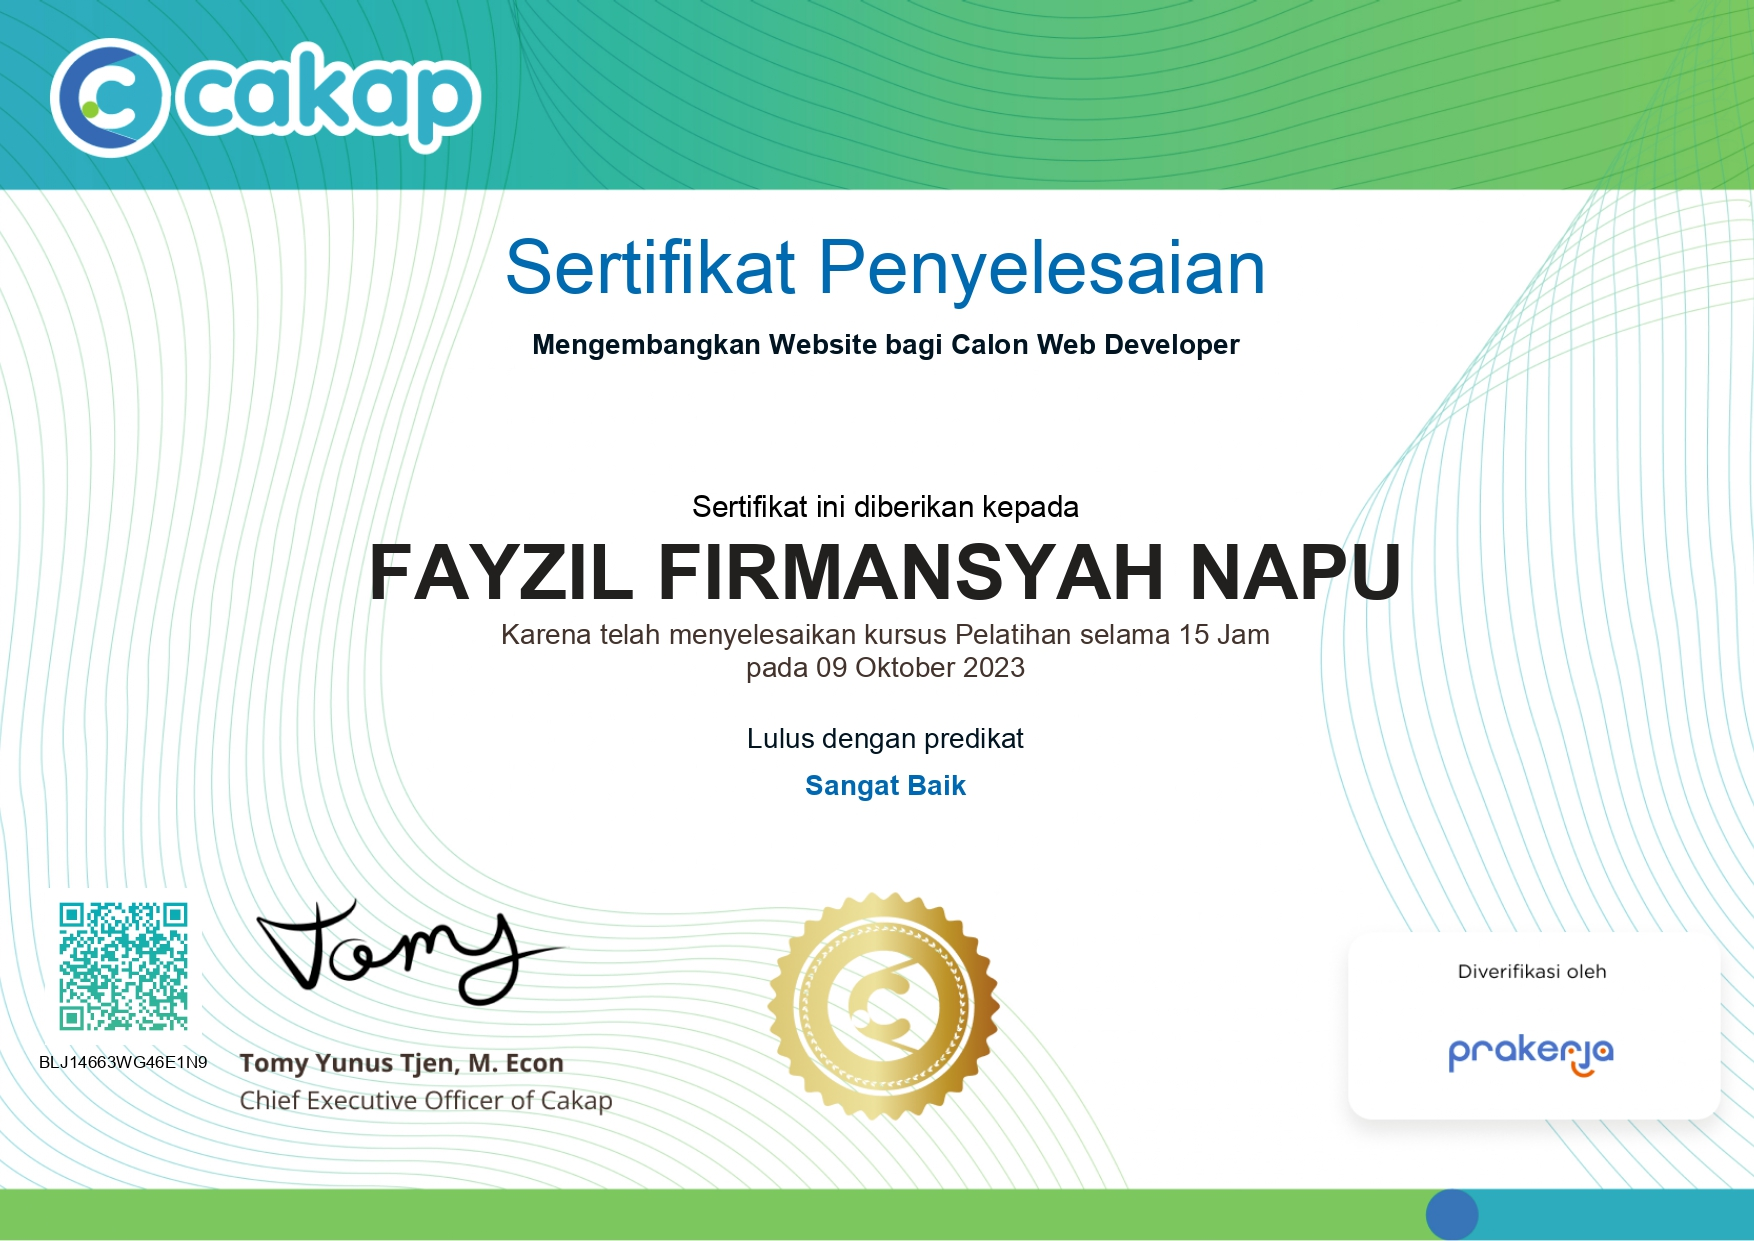 cakap
Sertifikat Penyelesaian
Mengembangkan Website bagi Calon Web Developer
Sertifikat ini diberikan kepada
FAYZIL FIRMANSYAH NAPU
Karena telah menyelesaikan kursus Pelatihan selama 15 Jam
pada 09 Oktober 2023
Lulus dengan predikat
Sangat Baik
Tomy
BLJ14663WG46E1N9
Tomy Yunus Tjen, M. Econ
Chief Executive Officer of Cakap
Diverifikasi oleh
prakerja